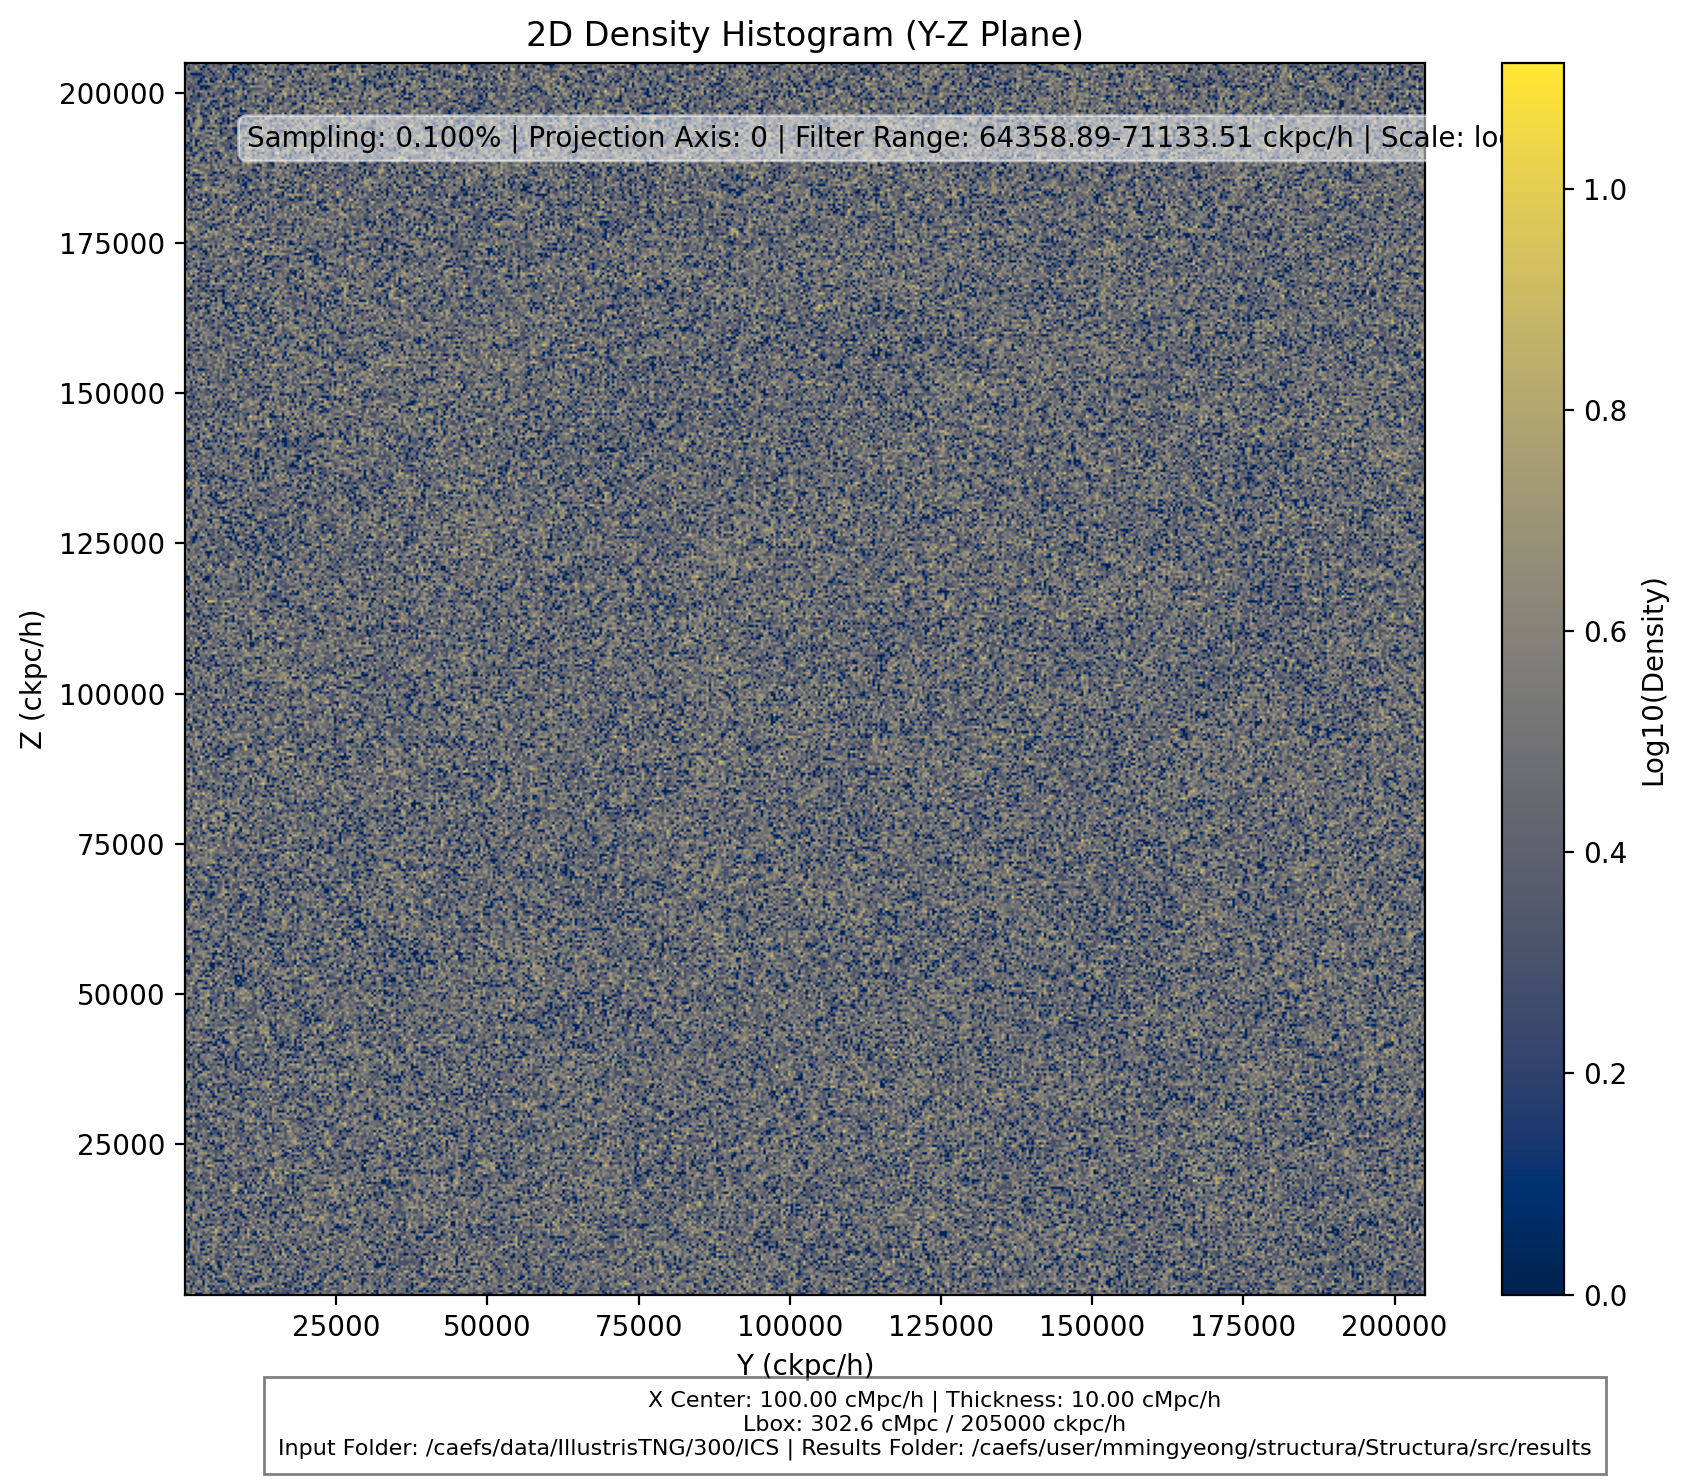 2D Density Histogram (Y-Z Plane)
Sampling: 0.100% | Projection Axis: 0 | Filter Range: 64358.89-71133.51 ckpc/h | Scale:
200000
175000
150000
125000
100000
75000
50000
25000
Z (ckpc/h)
25000 50000 75000 100000 125000 150000 175000 200000
Y (ckpc/h)
1.0
0.8
0.6
0.4
0.2
0.0
Log10(Density)
X Center: 100.00 cMpc/h | Thickness: 10.00 cMpc/h
Lbox: 302.6 cMpc / 205000 ckpc/h
Input Folder: /caefs/data/IllustrisTNG/300/ICS | Results Folder: /caefs/user/mmingyeong/structura/Structura/src/results